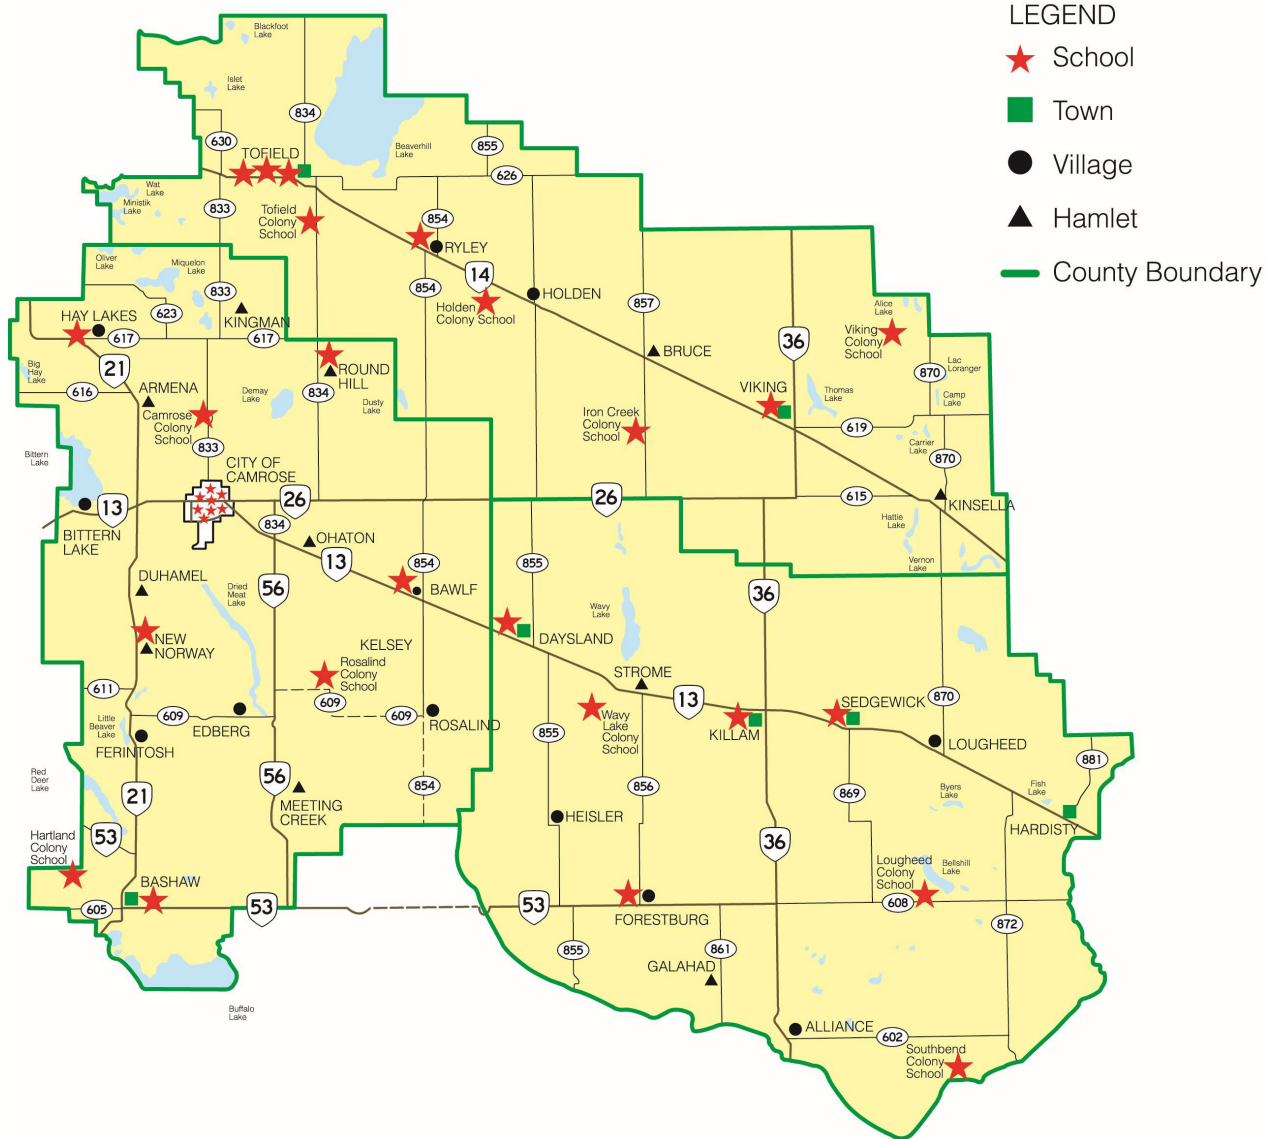 LEGEND
School
Town
Village
Hamlet
County Boundary
Blackfoot
Lake
Islet
Lake
834
630
TOFIELD
Beaverhill
Lake
855
626
Wat
Lake
Ministik
Lake
833
Tofield
Colony
School
854
RYLEY
Oliver
Lake
Miquelon
Lake
14
833
854
HOLDEN
Holden
Colony School
857
623
KINGMAN
HAY LAKES
617
617
Alice
Lake
Viking
Colony
School
36
BRUCE
Big
Hay
Lake
21
ROUND
HILL
Lac
Loranger
870
616
ARMENA
Demay
Lake
834
Dusty
Lake
VIKING
Thomas
Lake
Camp
Lake
Camrose
Colony
School
Iron Creek
Colony
School
619
833
Carrier
Lake
870
Bittern
Lake
CITY OF
CAMROSE
26
26
615
KINSELLA
13
BITTERN
LAKE
834
OHATON
Hattie
Lake
13
854
855
Vernon
Lake
DUHAMEL
Dried
Meat
Lake
56
BAWLF
36
Wavy
Lake
NEW
NORWAY
KELSEY
DAYSLAND
Rosalind
Colony
School
STROME
611
609
13
870
SEDGEWICK
609
EDBERG
609
ROSALIND
Wavy
Lake
Colony
School
KILLAM
Little
Beaver
Lake
FERINTOSH
855
LOUGHEED
881
Red
Deer
Lake
21
56
854
856
869
Byers
Lake
Fish
Lake
MEETING
CREEK
HEISLER
HARDISTY
53
Hartland
Colony
School
36
Lougheed
Colony
School
Bellshill
Lake
BASHAW
605
53
53
FORESTBURG
608
872
855
861
GALAHAD
Buffalo
Lake
ALLIANCE
602
Southbend
Colony
School